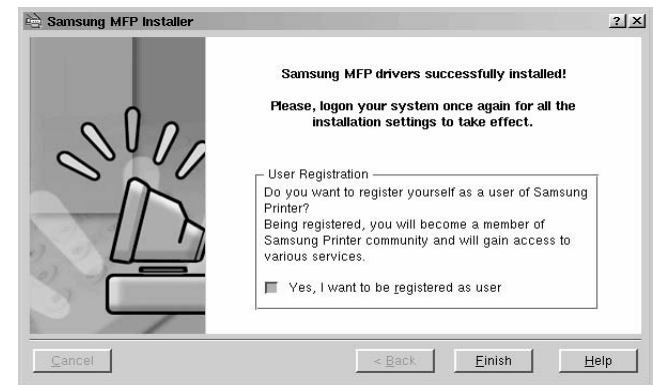 Samsung MFP Installer
Samsung MFP drivers successfully installed!
Please, logon your system once again for all the
installation settings to take effect.
User Registration
Do you want to register yourself as a user of Samsung
Printer?
Being registered, you will become a member of
Samsung Printer community and will gain access to
various services.
Yes, I want to be registered as user
Cancel
< Back
Finish
Help